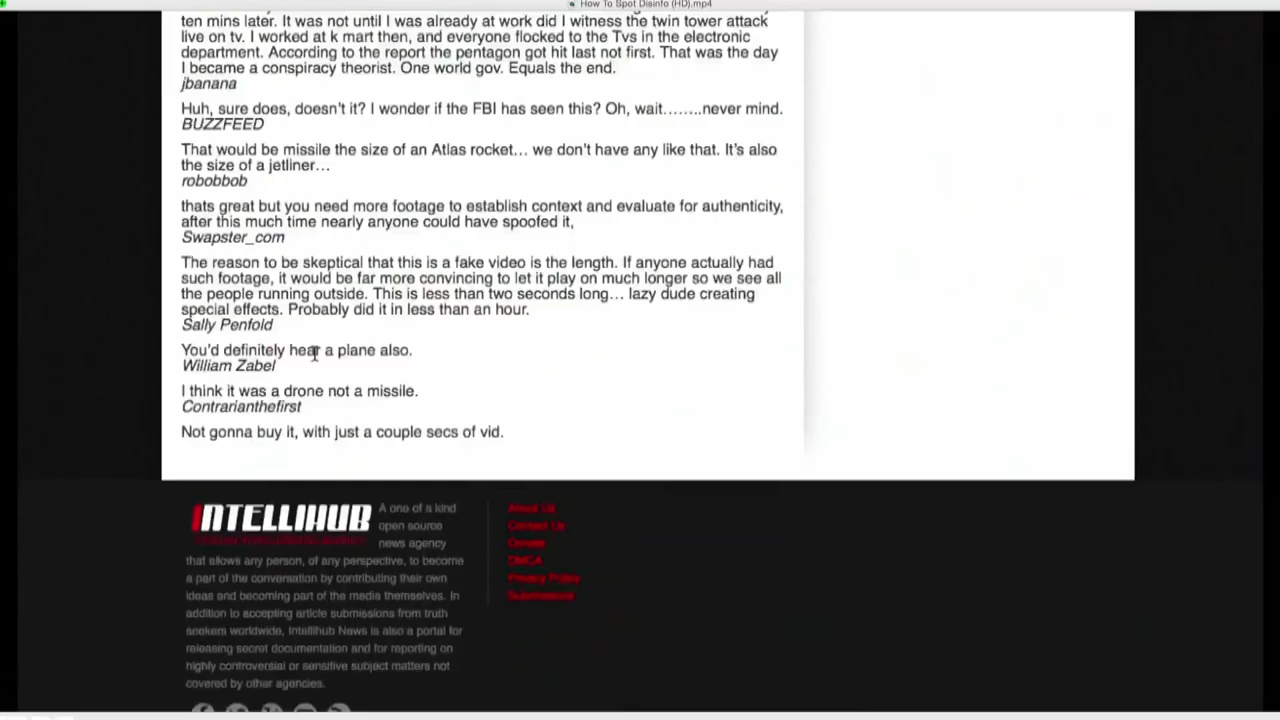 How To Spot Disinfo (HD).mp4
ten mins later. It was not until I was already at work did I witness the twin tower attack
live on tv. I worked at k mart then, and everyone flocked to the Tvs in the electronic
department. According to the report the pentagon got hit last not first. That was the day
I became a conspiracy theorist. One world gov. Equals the end.
jbanana
Huh, sure does, doesn't it? I wonder if the FBI has seen this? Oh, wait……..never mind.
BUZZFEED
That would be missile the size of an Atlas rocket… we don't have any like that. It's also
the size of a jetliner…
robobbob
thats great but you need more footage to establish context and evaluate for authenticity,
after this much time nearly anyone could have spoofed it,
Swapster_com
The reason to be skeptical that this is a fake video is the length. If anyone actually had
such footage, it would be far more convincing to let it play on much longer so we see all
the people running outside. This is less than two seconds long… lazy dude creating
special effects. Probably did it in less than an hour.
Sally Penfold
You'd definitely hear a plane also.
William Zabel
I think it was a drone not a missile.
Contrarianthefirst
Not gonna buy it, with just a couple secs of vid.
INTELLIHUB
A one of a kind
open source
news agency
that allows any person, of any perspective, to become
a part of the conversation by contributing their own
ideas and becoming part of the media themselves. In
addition to accepting article submissions from truth
seekers worldwide, Intellihub News is also a portal for
releasing secret documentation and for reporting on
highly controversial or sensitive subject matters not
covered by other agencies.
About Us
Contact Us
Donate
DMCA
Privacy Policy
Submissions